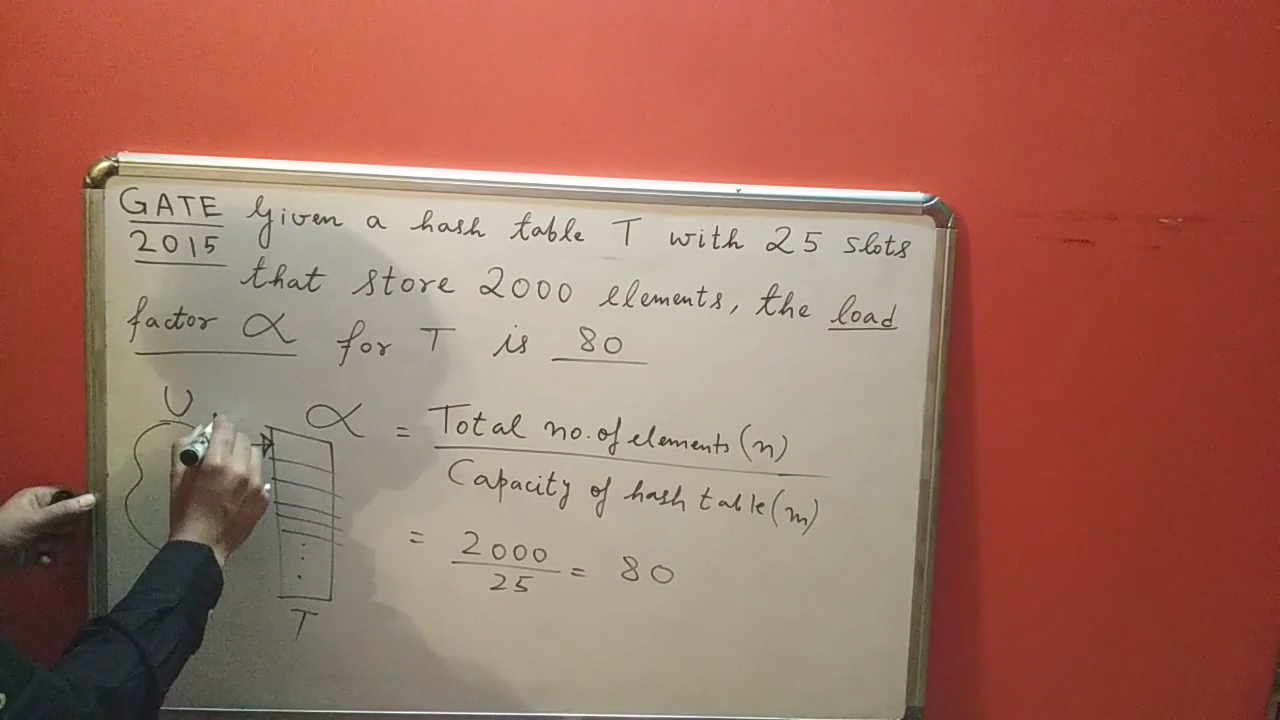 GATE Given a hash table T with 25 slots
2015 that store 2000 elements, the load
factor α for T is 80
U
α = Total no. of elements (n)
Capacity of hash table (m)
= 2000
25
= 80
T